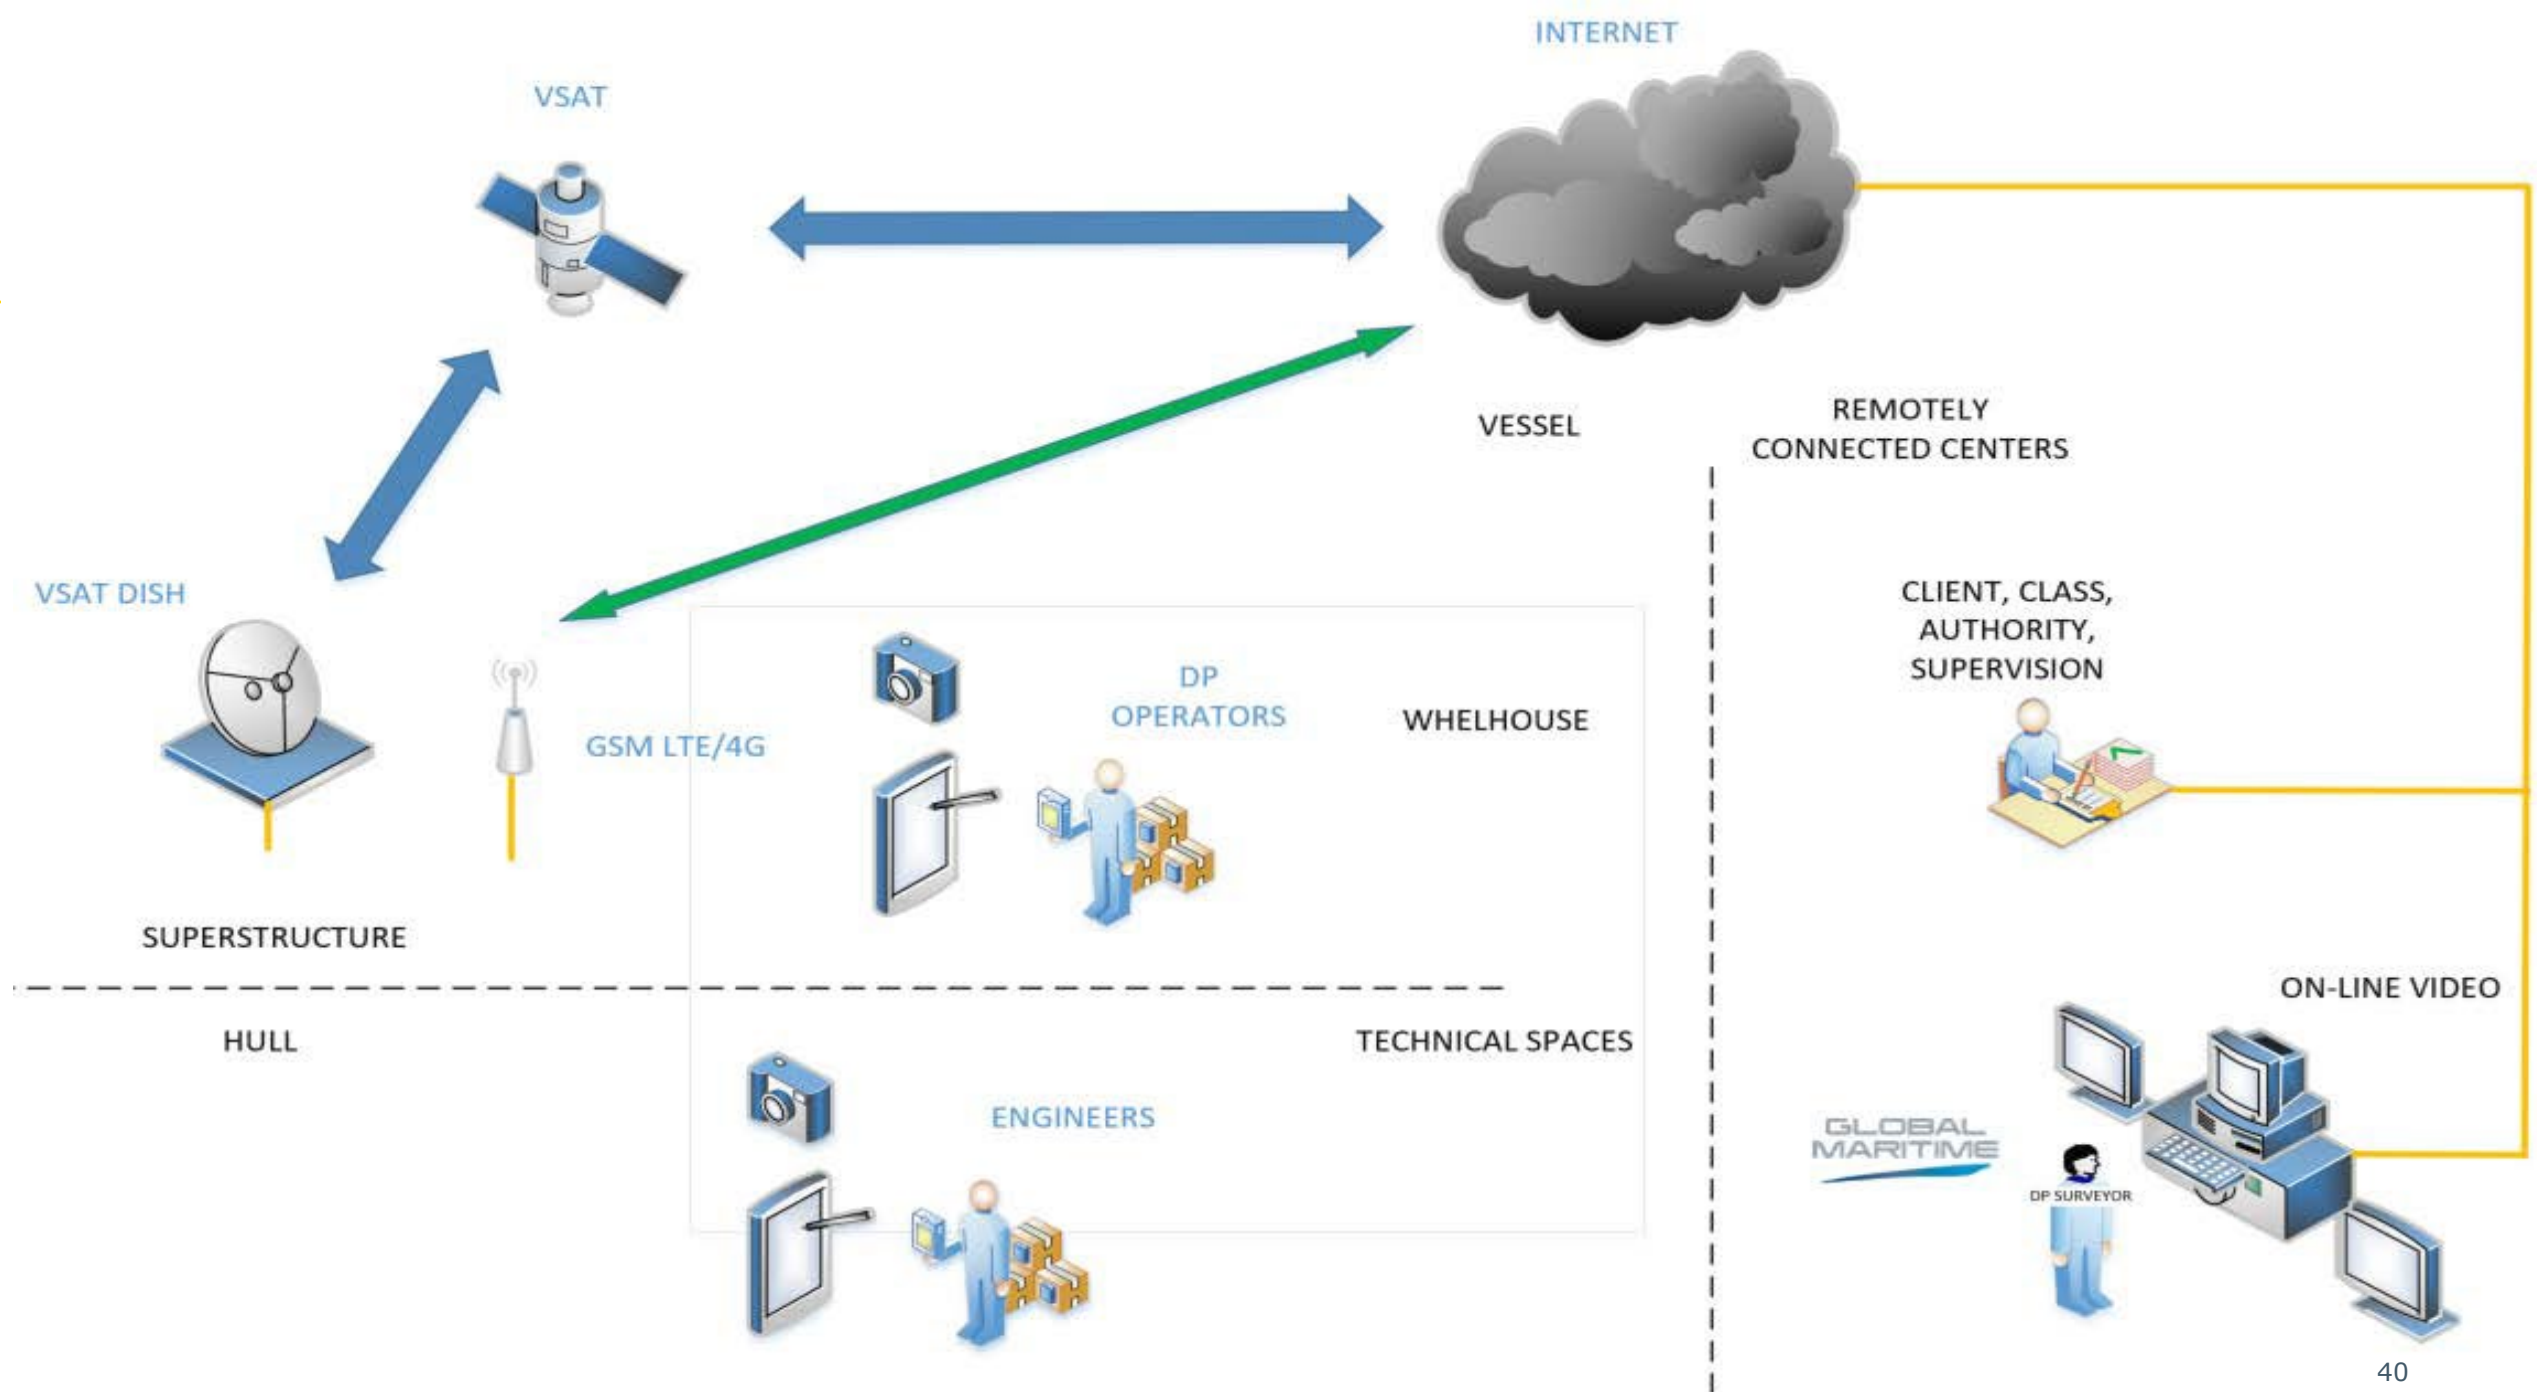 INTERNET
VSAT
VESSEL
REMOTELY
CONNECTED CENTERS
VSAT DISH
CLIENT, CLASS,
AUTHORITY,
SUPERVISION
DP
OPERATORS
WHELHOUSE
GSM LTE/4G
SUPERSTRUCTURE
ON-LINE VIDEO
HULL
TECHNICAL SPACES
ENGINEERS
GLOBAL
MARITIME
DP SURVEYOR
40